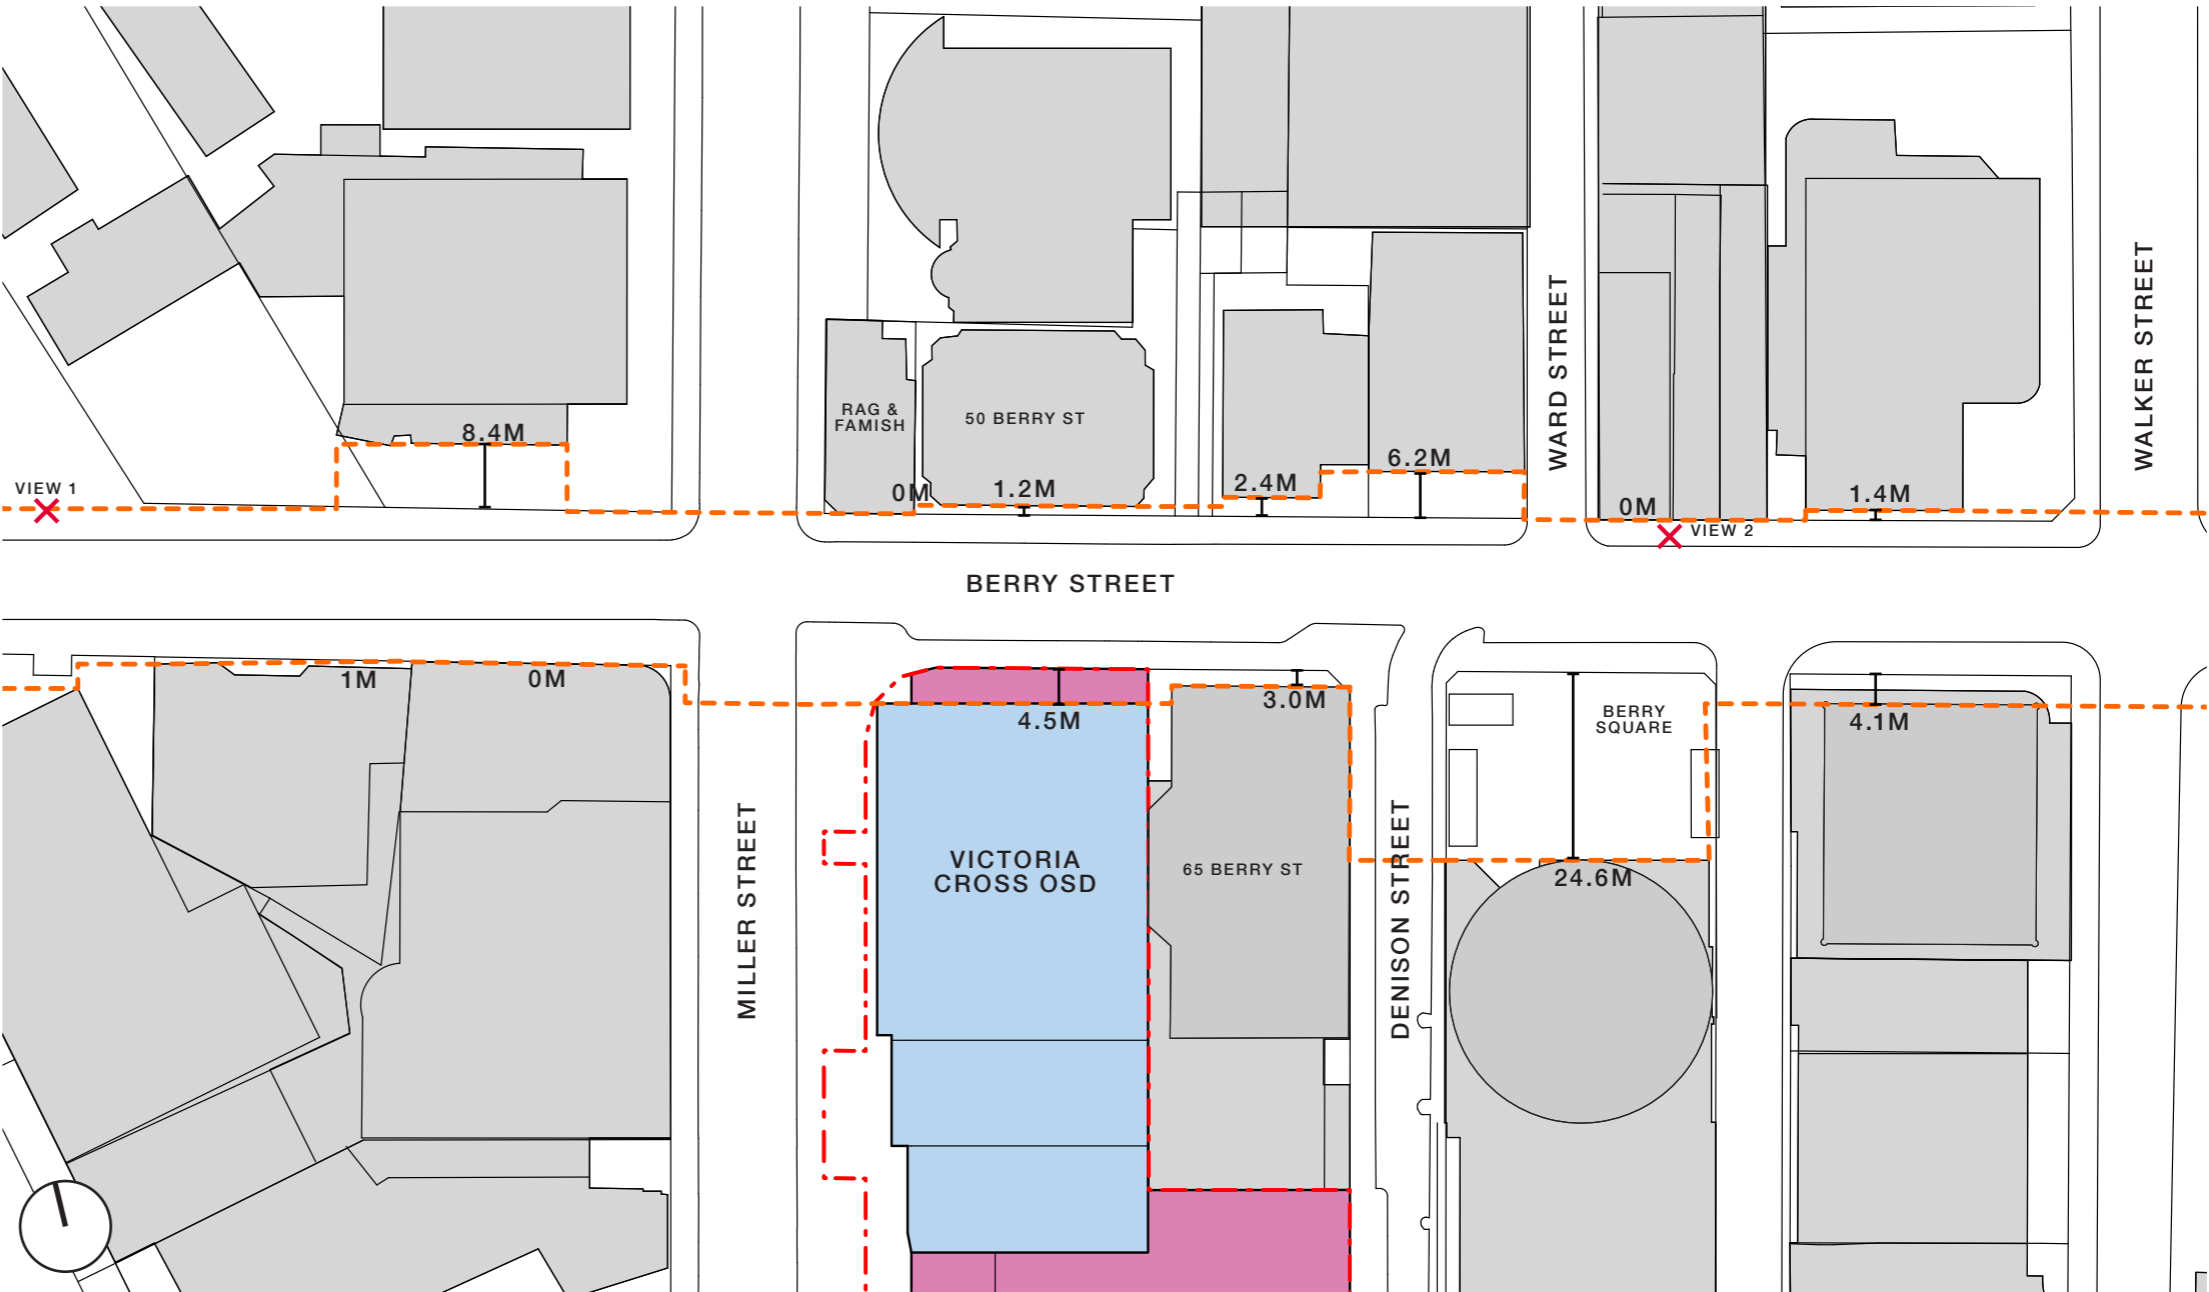 8.4M
VIEW 1
RAG &
FAMISH
50 BERRY ST
0M
1.2M
2.4M
6.2M
WARD STREET
0M
VIEW 2
1.4M
WALKER STREET
BERRY STREET
1M
0M
MILLER STREET
4.5M
VICTORIA
CROSS OSD
3.0M
65 BERRY ST
DENISON STREET
BERRY
SQUARE
24.6M
4.1M